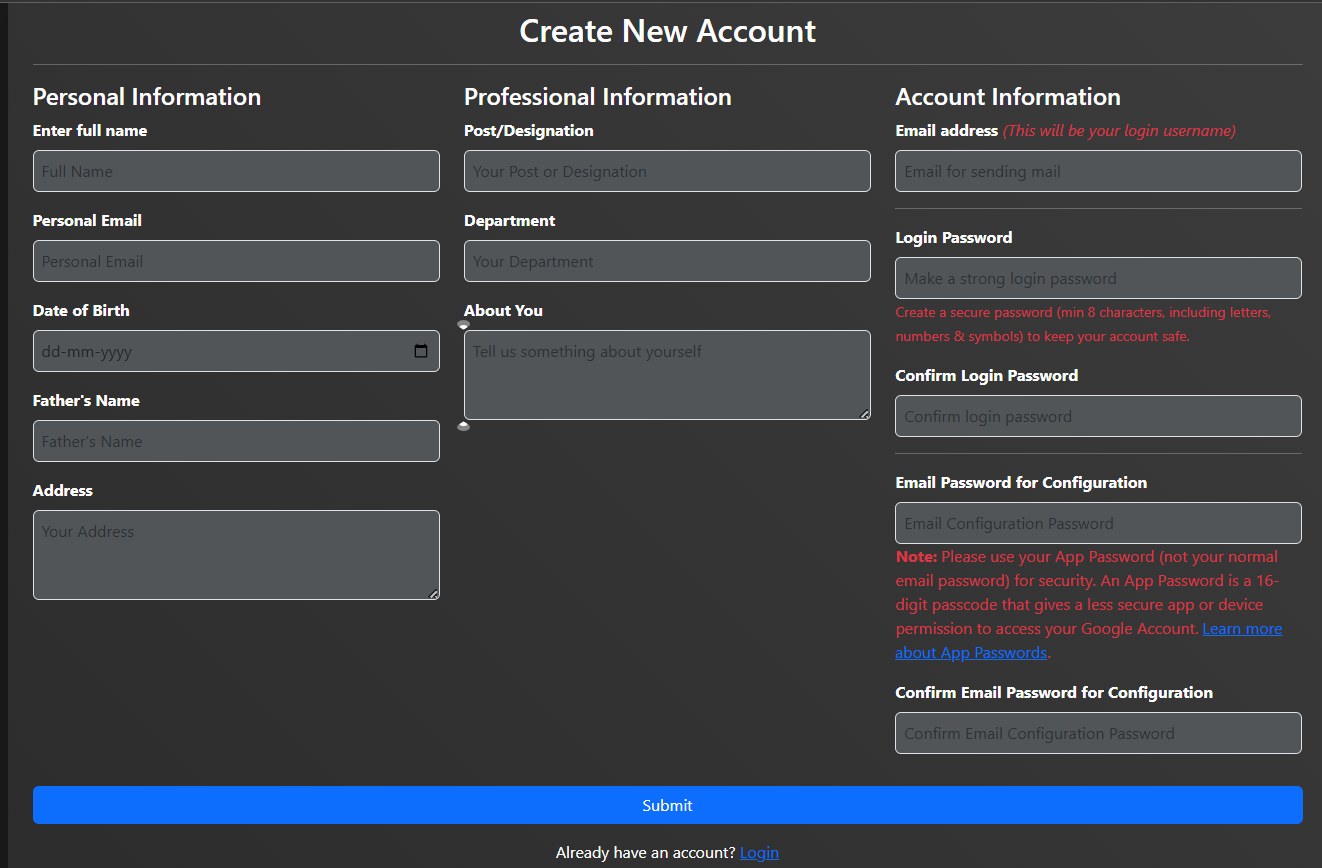 Create New Account
Personal Information
Enter full name
Full Name
Personal Email
Personal Email
Date of Birth
dd-mm-yyyy
Father's Name
Father's Name
Address
Your Address
Professional Information
Post/Designation
Your Post or Designation
Department
Your Department
About You
Tell us something about yourself
Account Information
Email address (This will be your login username)
Email for sending mail
Login Password
Make a strong login password
Create a secure password (min 8 characters, including letters,
numbers & symbols) to keep your account safe.
Confirm Login Password
Confirm login password
Email Password for Configuration
Email Configuration Password
Note: Please use your App Password (not your normal
email password) for security. An App Password is a 16-
digit passcode that gives a less secure app or device
permission to access your Google Account. Learn more
about App Passwords.
Confirm Email Password for Configuration
Confirm Email Configuration Password
Submit
Already have an account? Login